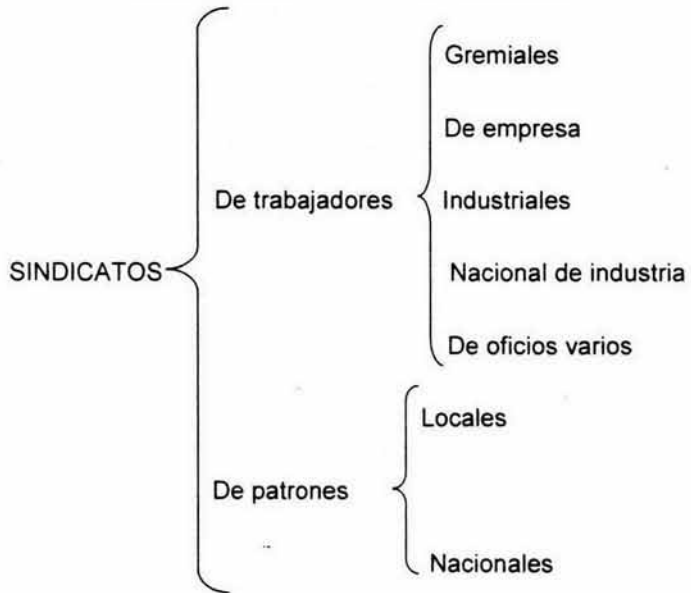 SINDICATOS
De trabajadores
Gremiales
De empresa
Industriales
Nacional de industria
De oficios varios
De patrones
Locales
Nacionales